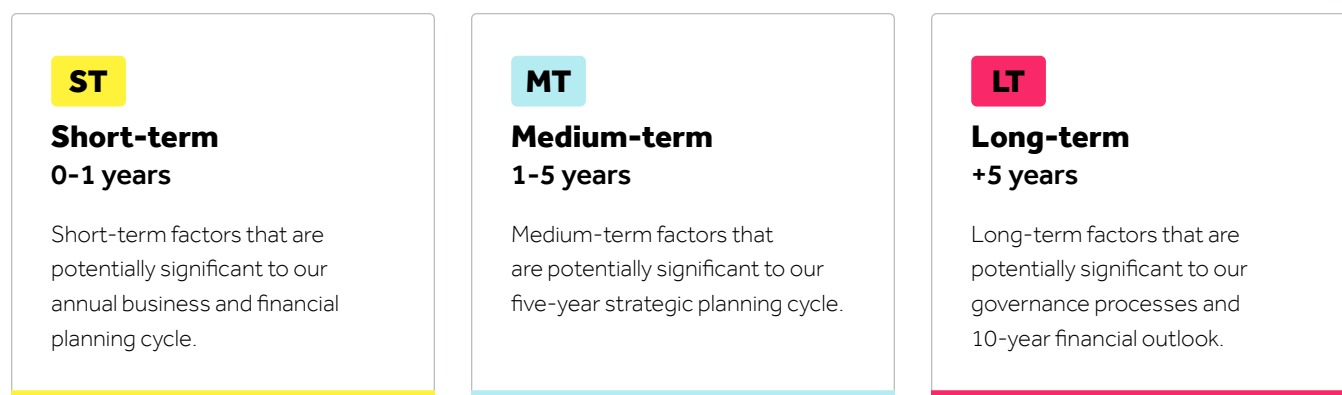 ST
Short-term
0-1 years
Short-term factors that are
potentially significant to our
annual business and financial
planning cycle.
MT
Medium-term
1-5 years
Medium-term factors that
are potentially significant to our
five-year strategic planning cycle.
LT
Long-term
+5 years
Long-term factors that are
potentially significant to our
governance processes and
10-year financial outlook.